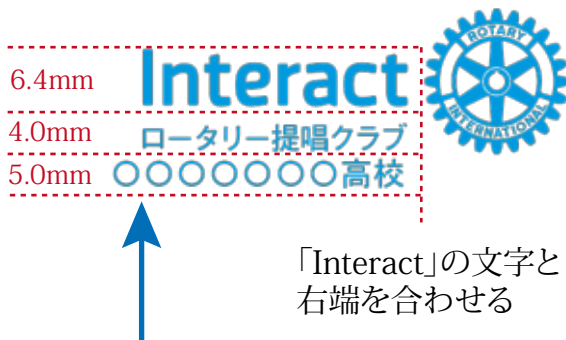 6.4mm
Interact
4.0mm
ロータリー提唱クラブ
5.0mm
○○○○○○○高校
ROTARY
INTERNATIONAL
「Interact」の文字と
右端を合わせる